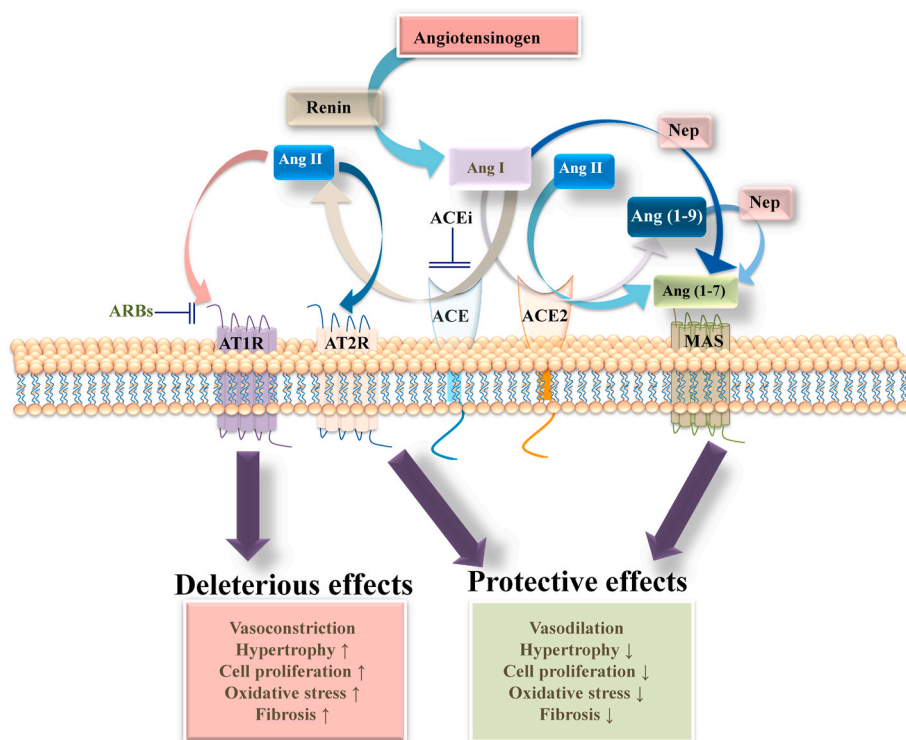 Angiotensinogen
Renin
Nep
Ang II
Ang I
Ang II
Nep
Ang (1-9)
ACEi
Ang (1-7)
ARBs
ACE
ACE2
AT1R
AT2R
MAS
Deleterious effects
Vasoconstriction
Hypertrophy ↑
Cell proliferation ↑
Oxidative stress ↑
Fibrosis ↑
Protective effects
Vasodilation
Hypertrophy ↓
Cell proliferation ↓
Oxidative stress ↓
Fibrosis ↓